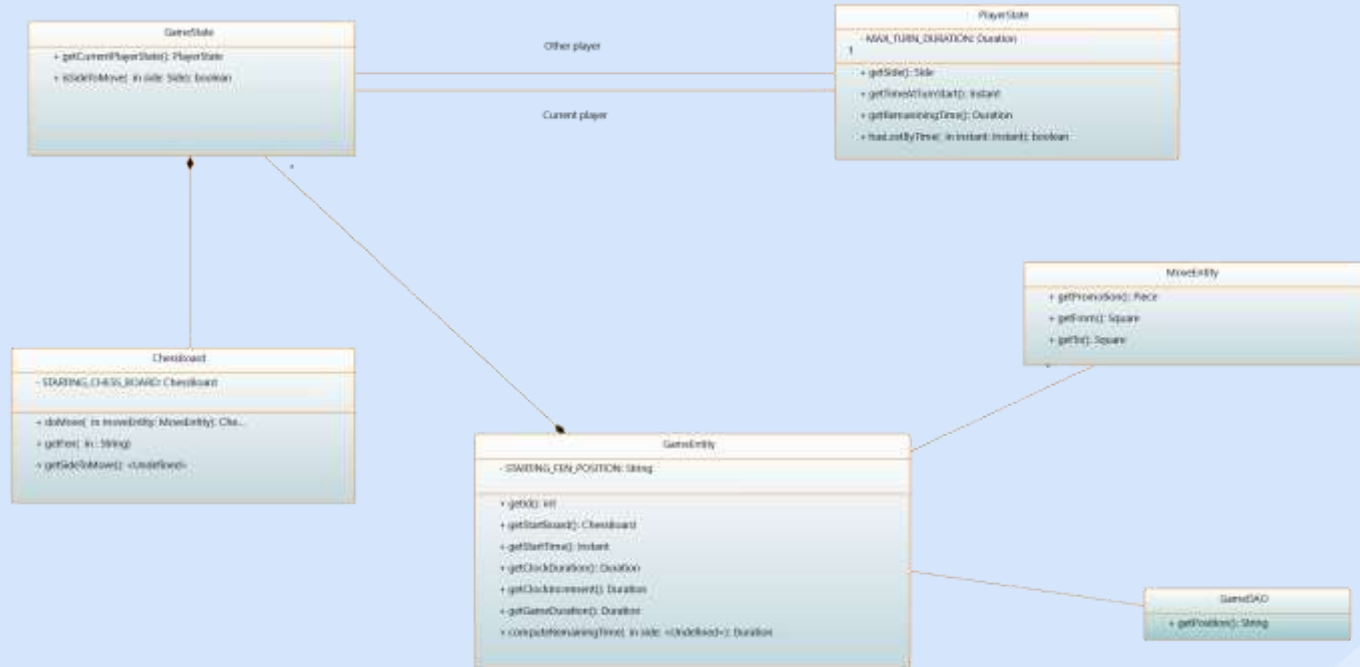 GameState
+ getCurrentPlayerState(): PlayerState
+ isSideToMove( in side: Side): boolean
Other player
Current player
PlayerState
- MAX_TURN_DURATION: Duration
1
+ getSide(): Side
+ getTimeAtTurnStart(): Instant
+ getRemainingTime(): Duration
+ hasLostByTime( in instant: Instant): boolean
*
MoveEntity
+ getPromotion(): Piece
+ getFrom(): Square
+ getTo(): Square
*
ChessBoard
- STARTING_CHESS_BOARD: ChessBoard
+ doMove( in moveEntity: MoveEntity): Che...
+ getFen( in : String)
+ getSideToMove(): <Undefined>
GameEntity
- STARTING_FEN_POSITION: String
+ getId(): int
+ getStartBoard(): ChessBoard
+ getStartTime(): Instant
+ getClockDuration(): Duration
+ getClockIncrement(): Duration
+ getGameDuration(): Duration
+ computeRemainingTime( in side: <Undefined>): Duration
GameDAO
+ getPosition(): String